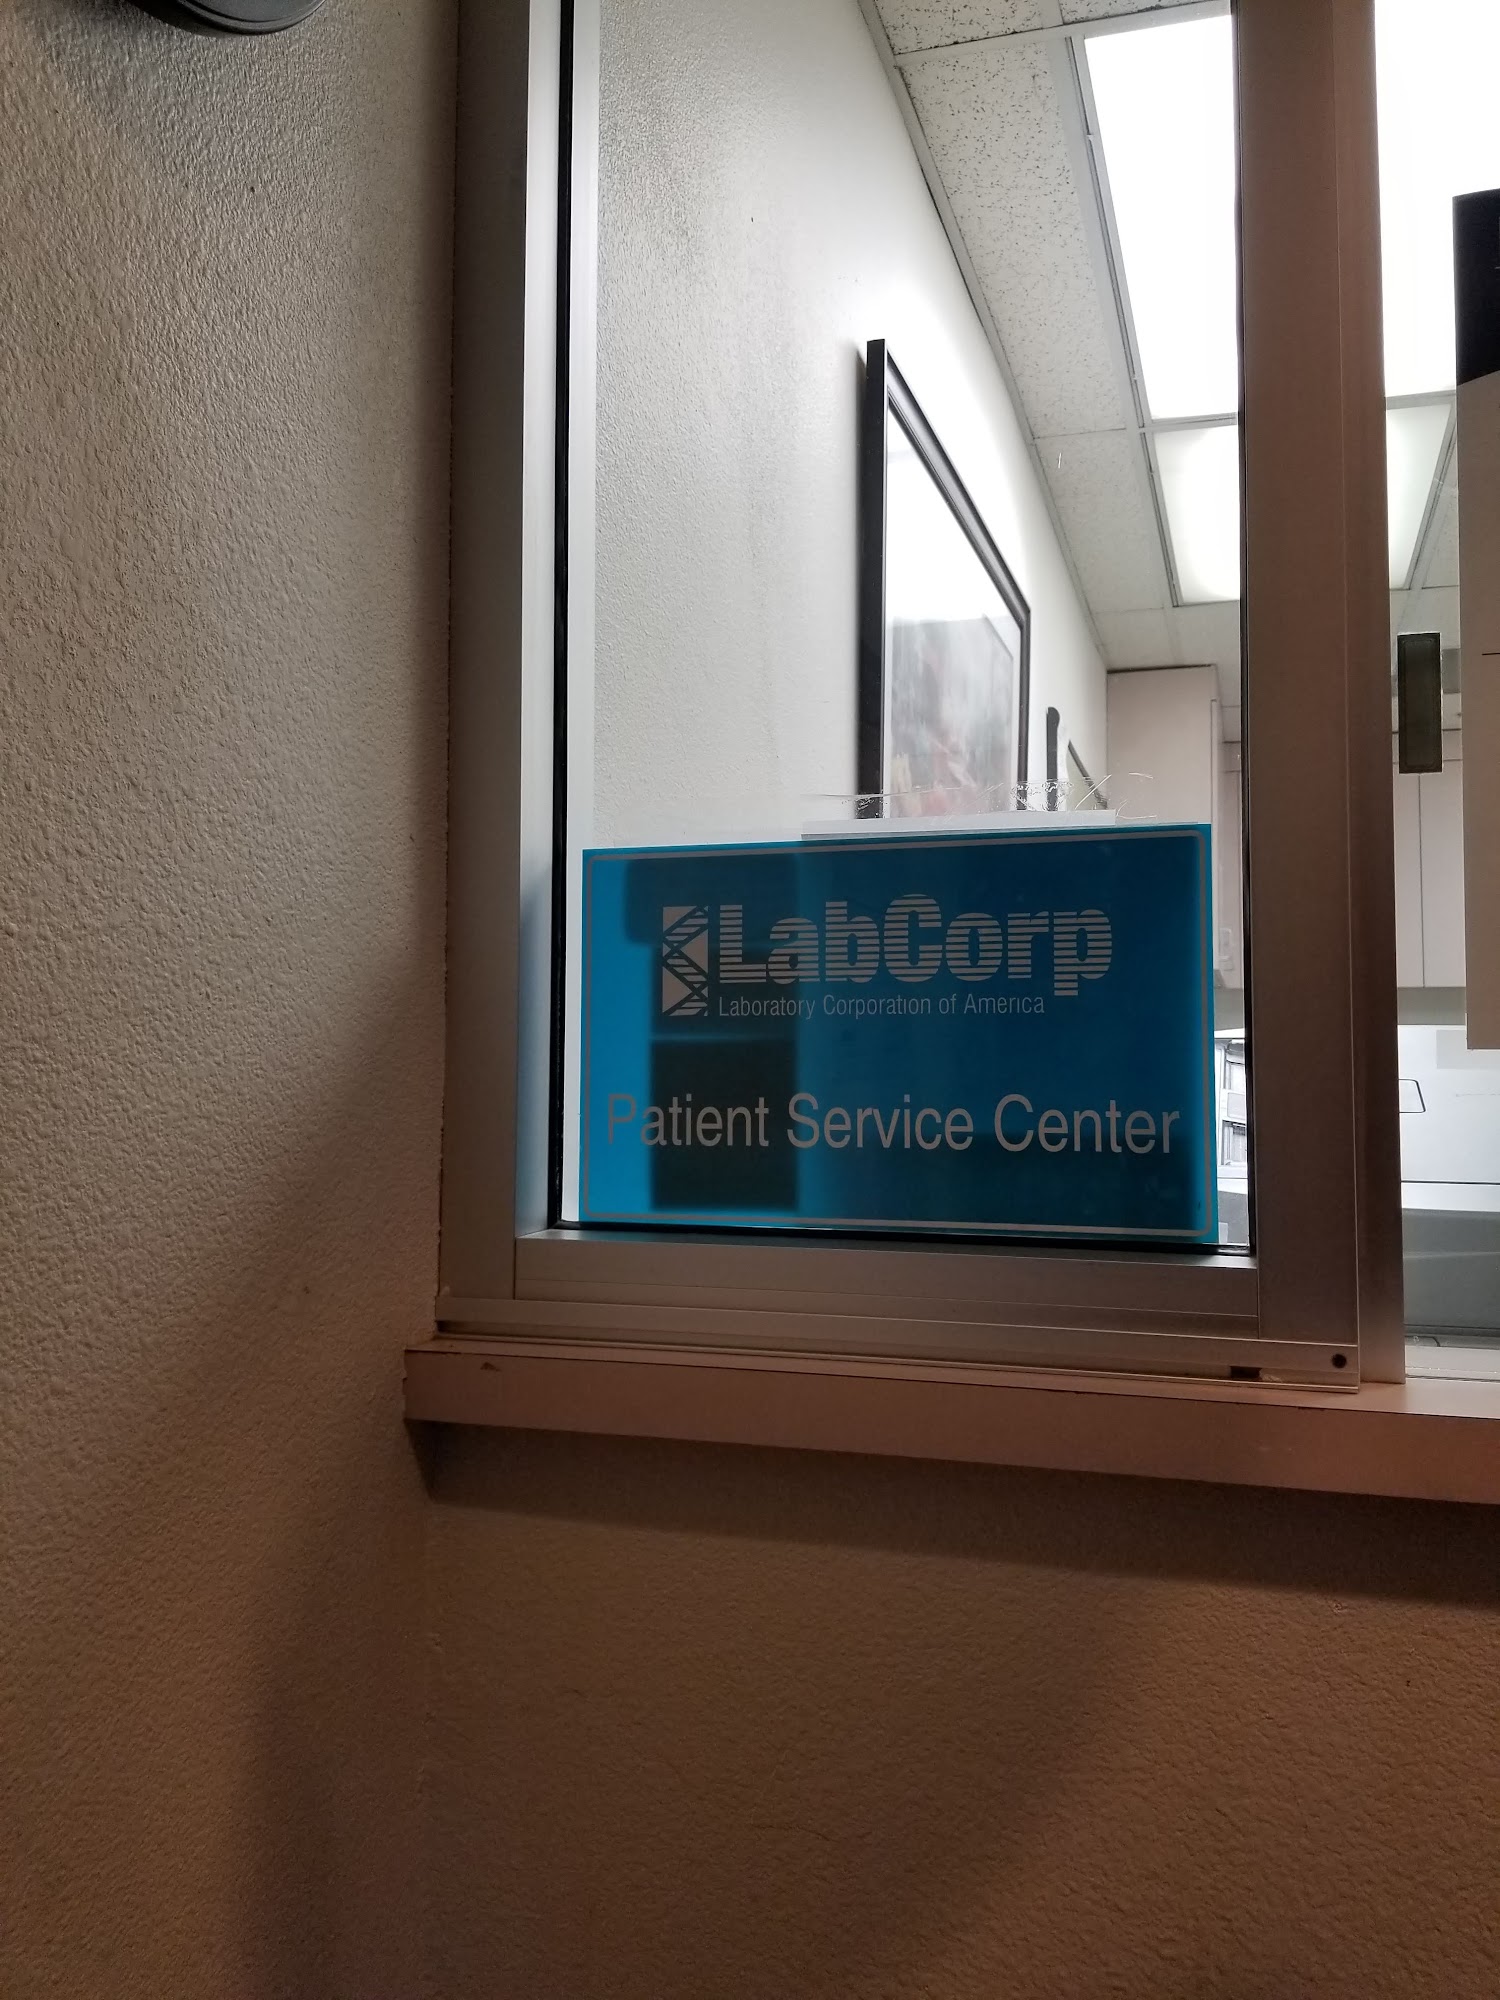 LabCorp
Laboratory Corporation of America
Patient Service Center